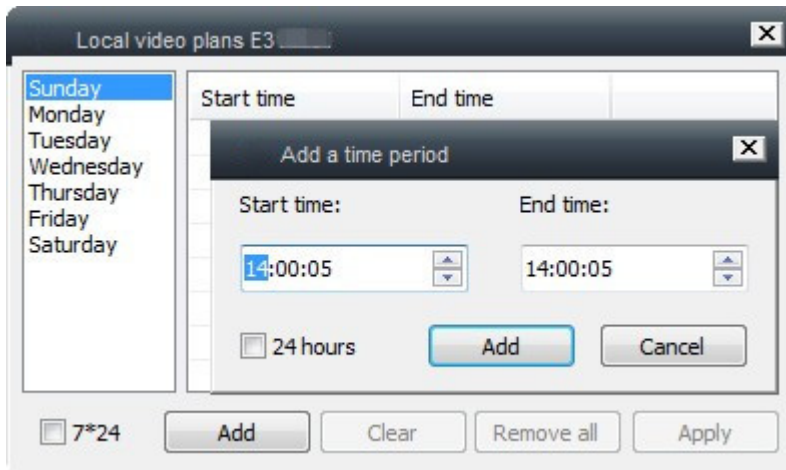 Local video plans E3
Sunday
Monday
Tuesday
Wednesday
Thursday
Friday
Saturday
Start time End time
Add a time period
Start time: End time:
14:00:05 14:00:05
24 hours Add Cancel
7*24 Add Clear Remove all Apply